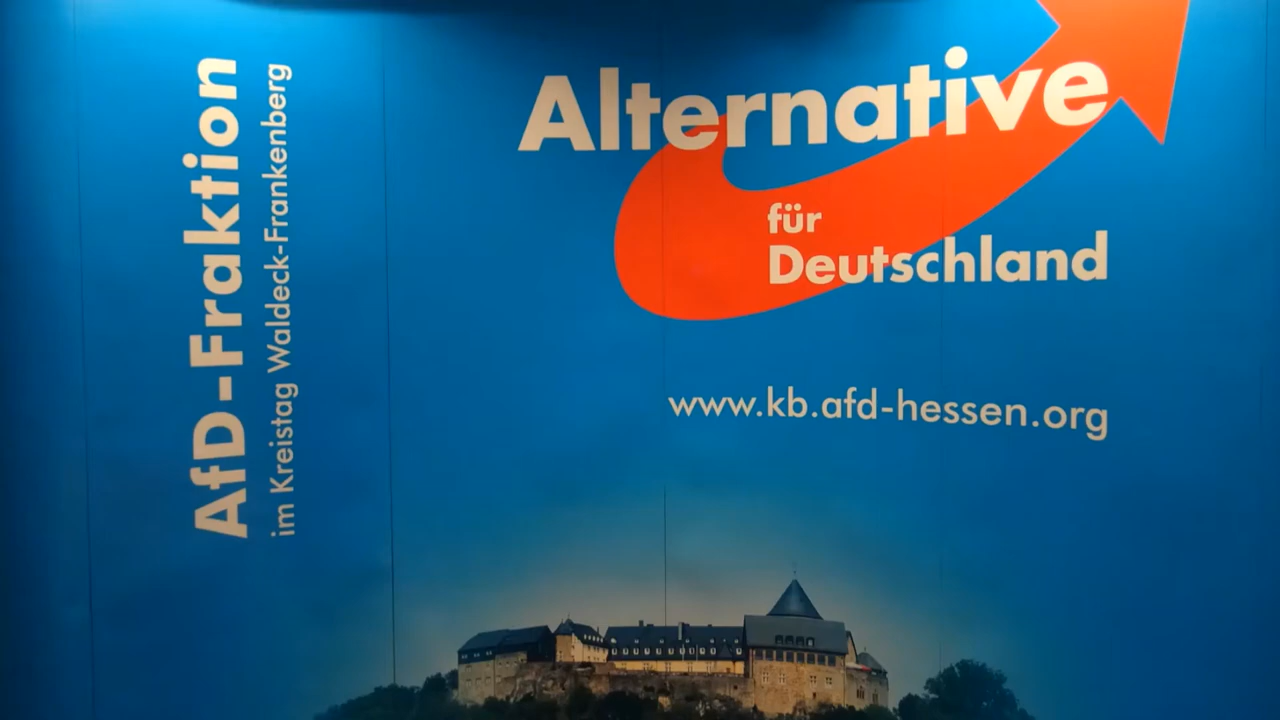 AfD-Fraktion
im Kreistag Waldeck-Frankenberg
Alternative
für
Deutschland
www.kb.afd-hessen.org